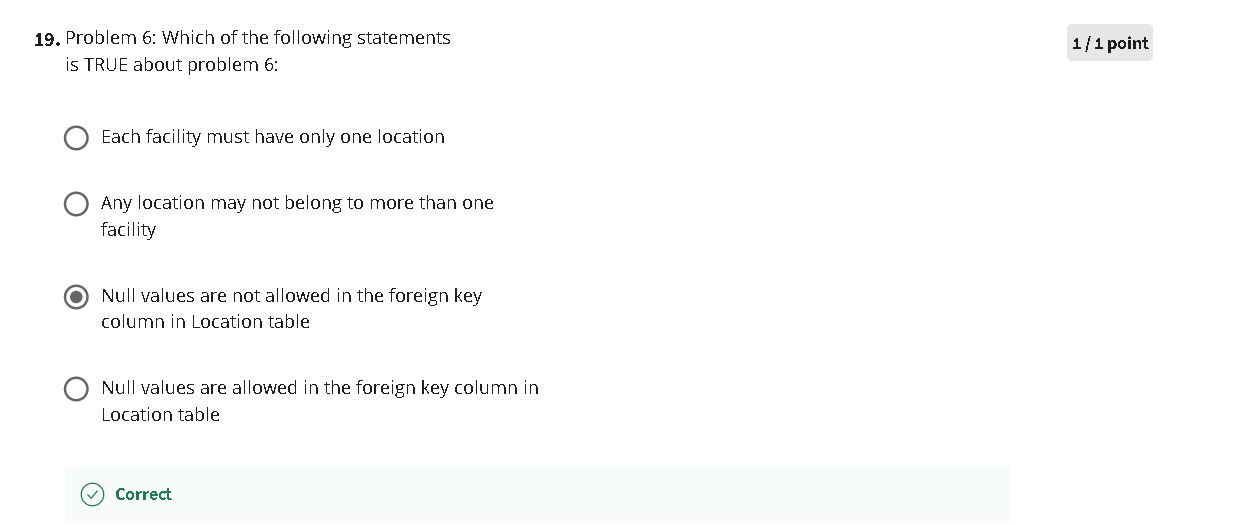 19. Problem 6: Which of the following statements
is TRUE about problem 6:
1 / 1 point
Each facility must have only one location
Any location may not belong to more than one
facility
Null values are not allowed in the foreign key
column in Location table
Null values are allowed in the foreign key column in
Location table
Correct